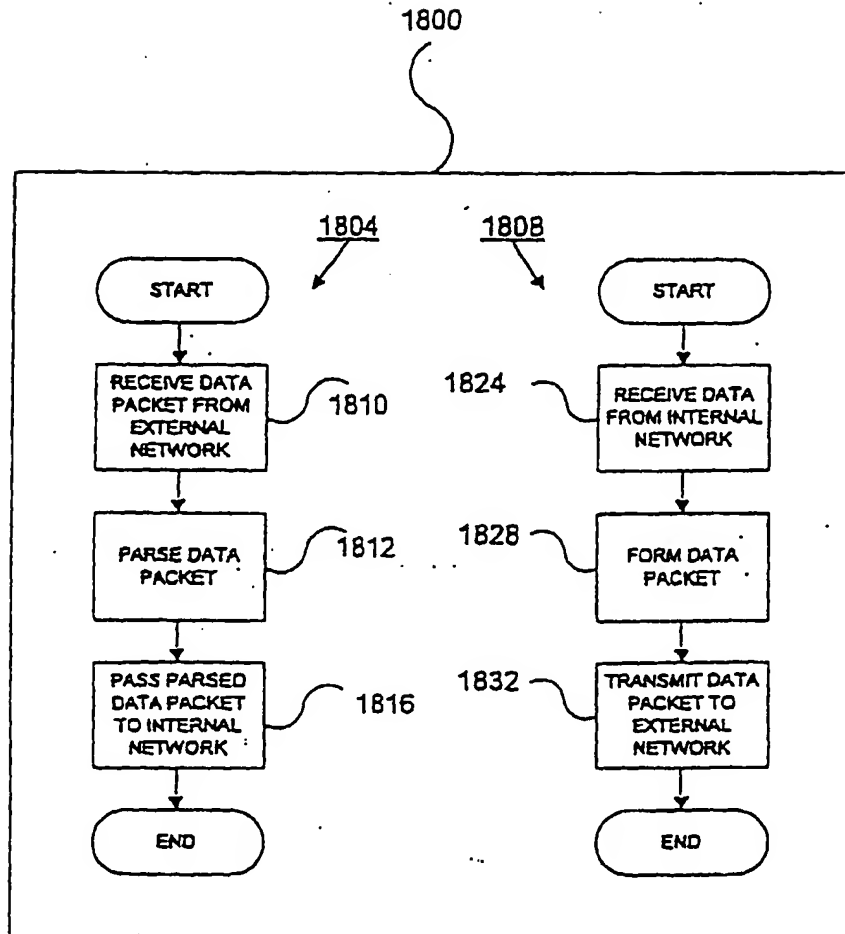 1800
1804
1808
START
RECEIVE DATA
PACKET FROM
EXTERNAL
NETWORK
1810
PARSE DATA
PACKET
1812
PASS PARSED
DATA PACKET
TO INTERNAL
NETWORK
1816
END
START
1824
RECEIVE DATA
FROM INTERNAL
NETWORK
1828
FORM DATA
PACKET
1832
TRANSMIT DATA
PACKET TO
EXTERNAL
NETWORK
END